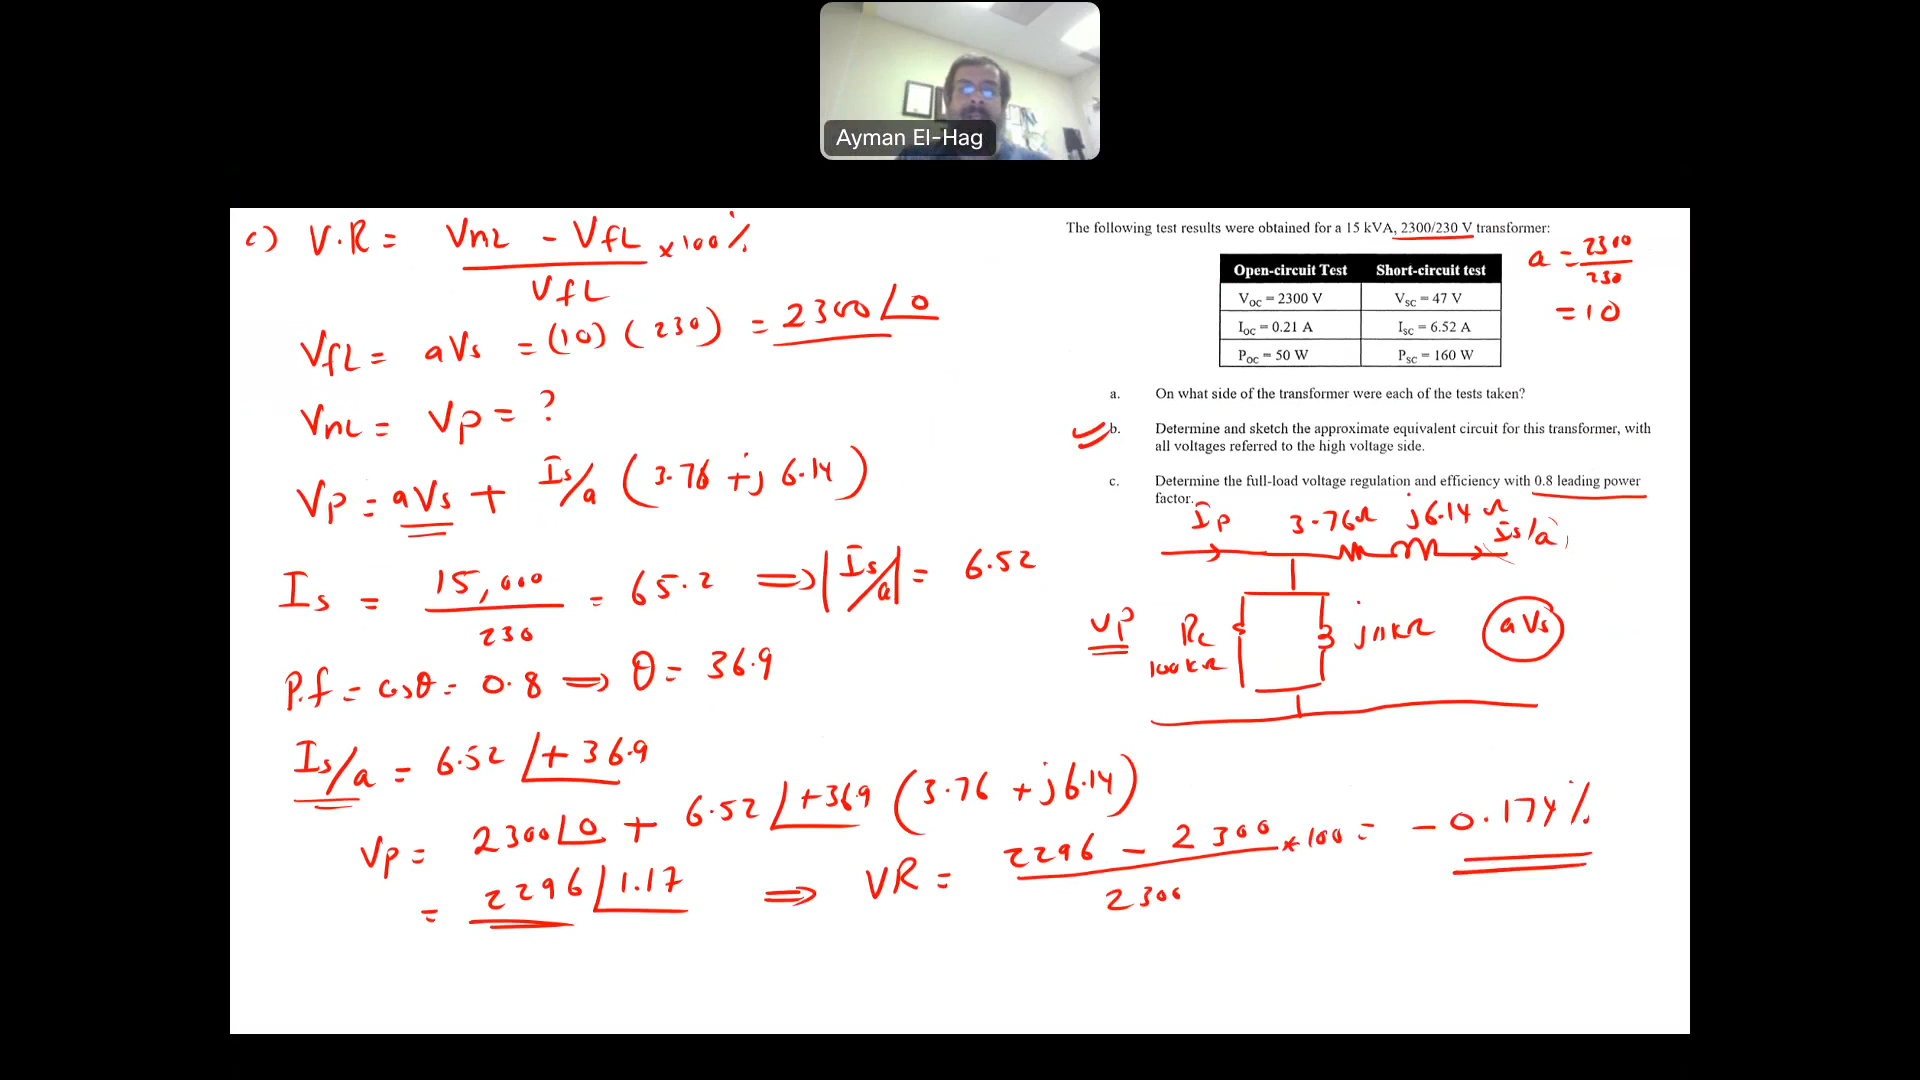 Ayman El-Hag
c) V.R = VnL - VfL x100%
VfL
VfL = aVs = (10) (230) = 2300∠0
VnL = Vp = ?
Vp = aVs + Is/a (3.76 + j 6.14)
Is = 15,000 = 65.2 ⟹ |Is/a| = 6.52
230
P.f = cosθ = 0.8 ⟹ θ = 36.9
Is/a = 6.52 ∠+36.9
Vp = 2300∠0 + 6.52 ∠+36.9 (3.76 + j6.14)
= 2296 ∠1.17 ⟹ VR = 2296 - 2300 *100 = - 0.174%
2300
The following test results were obtained for a 15 kVA, 2300/230 V transformer:
a = 2300
230
= 10
Open-circuit Test Short-circuit test
VOC = 2300 V VSC = 47 V
IOC = 0.21 A ISC = 6.52 A
POC = 50 W PSC = 160 W
a. On what side of the transformer were each of the tests taken?
b. Determine and sketch the approximate equivalent circuit for this transformer, with
all voltages referred to the high voltage side.
c. Determine the full-load voltage regulation and efficiency with 0.8 leading power
factor.
Ip 3.76Ω j6.14 Ω Is/a
Vp Rc j11kΩ aVs
100kΩ